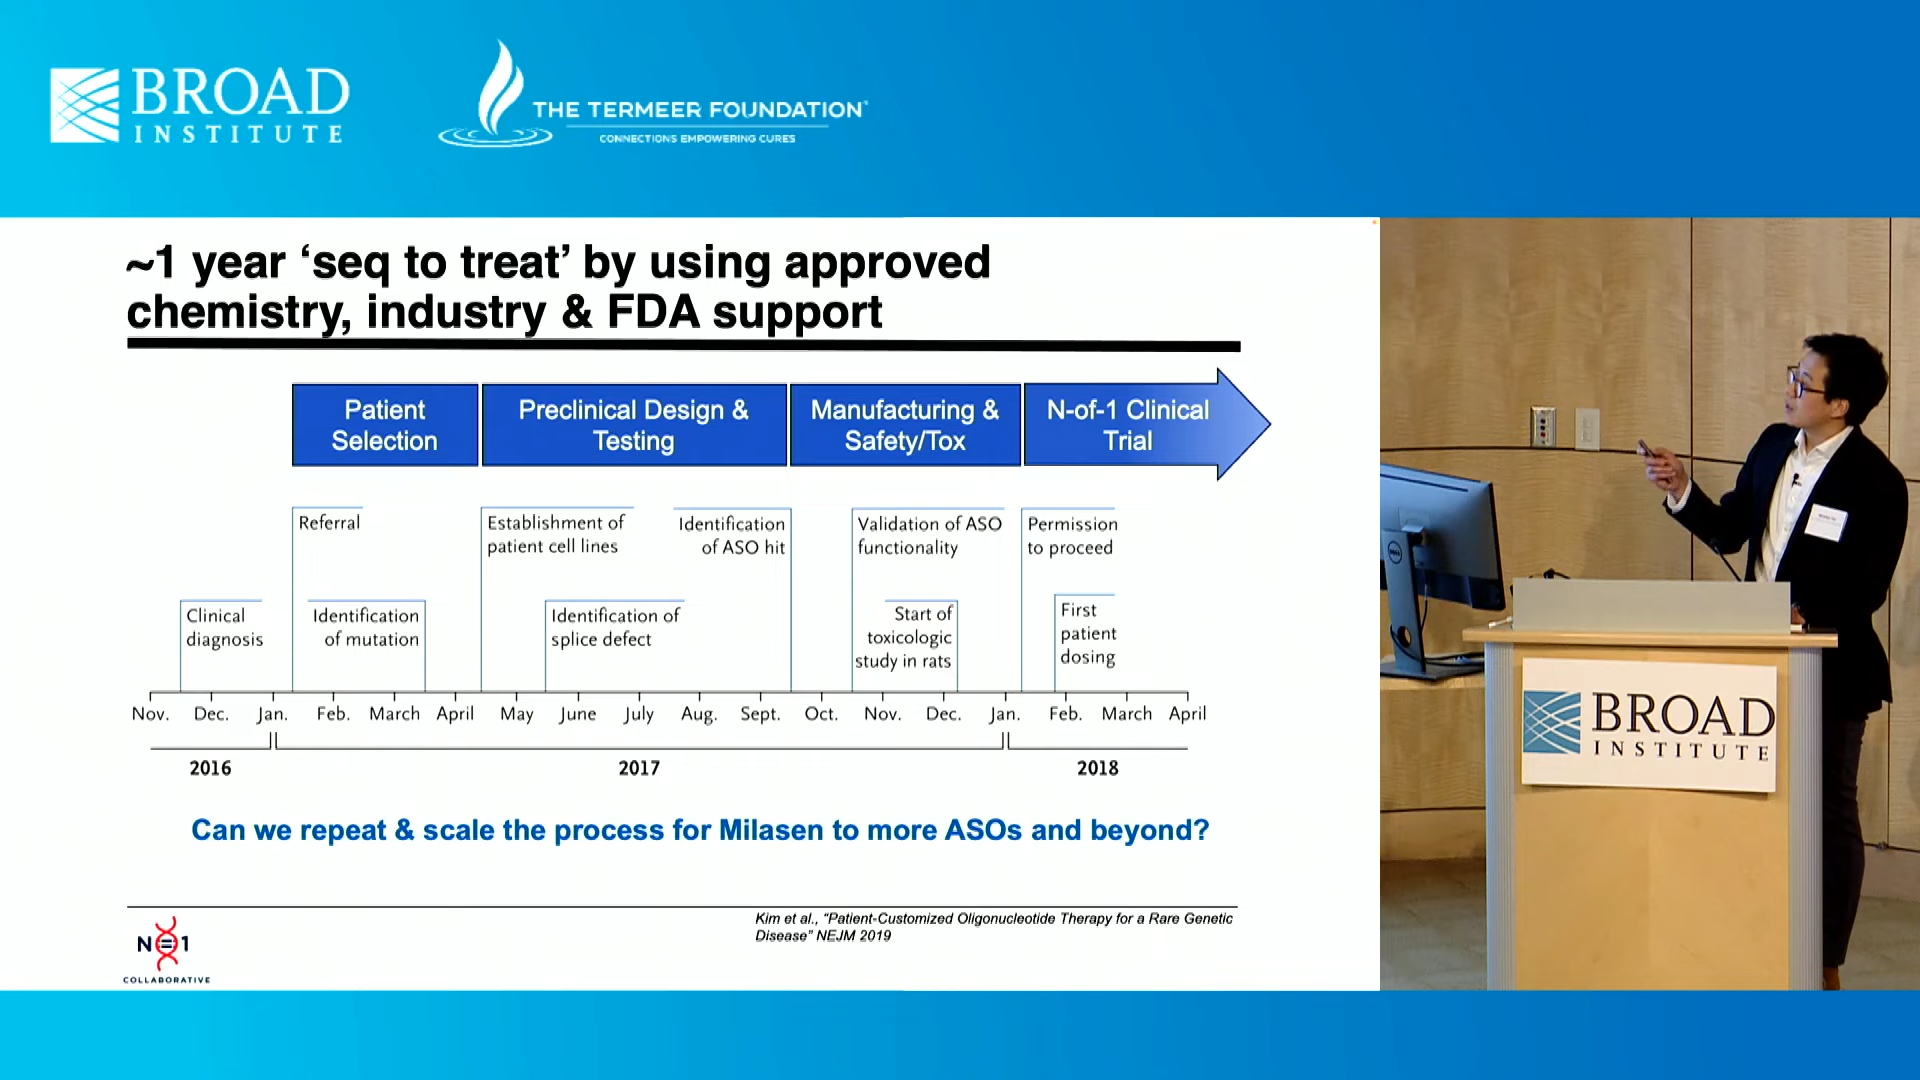 BROAD
INSTITUTE
THE TERMEER FOUNDATION
CONNECTIONS EMPOWERING CURES
~1 year ‘seq to treat’ by using approved
chemistry, industry & FDA support
Patient
Selection
Preclinical Design &
Testing
Manufacturing &
Safety/Tox
N-of-1 Clinical
Trial
Referral
Establishment of
patient cell lines
Identification
of ASO hit
Validation of ASO
functionality
Permission
to proceed
Clinical
diagnosis
Identification
of mutation
Identification of
splice defect
Start of
toxicologic
study in rats
First
patient
dosing
Nov. Dec. Jan. Feb. March April May June July Aug. Sept. Oct. Nov. Dec. Jan. Feb. March April
2016 2017 2018
Can we repeat & scale the process for Milasen to more ASOs and beyond?
Kim et al., “Patient-Customized Oligonucleotide Therapy for a Rare Genetic
Disease” NEJM 2019
N=1
COLLABORATIVE
DELL
BROAD
INSTITUTE